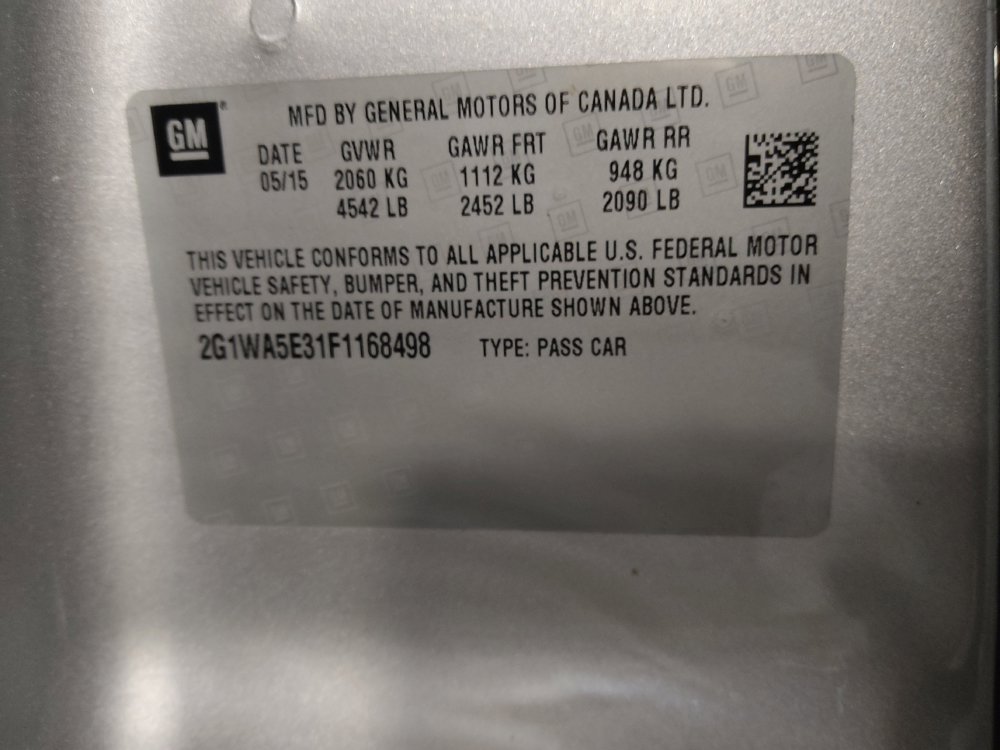 GM
MFD BY GENERAL MOTORS OF CANADA LTD.
DATE GVWR GAWR FRT GAWR RR
05/15 2060 KG 1112 KG 948 KG
4542 LB 2452 LB 2090 LB
THIS VEHICLE CONFORMS TO ALL APPLICABLE U.S. FEDERAL MOTOR
VEHICLE SAFETY, BUMPER, AND THEFT PREVENTION STANDARDS IN
EFFECT ON THE DATE OF MANUFACTURE SHOWN ABOVE.
2G1WA5E31F1168498 TYPE: PASS CAR